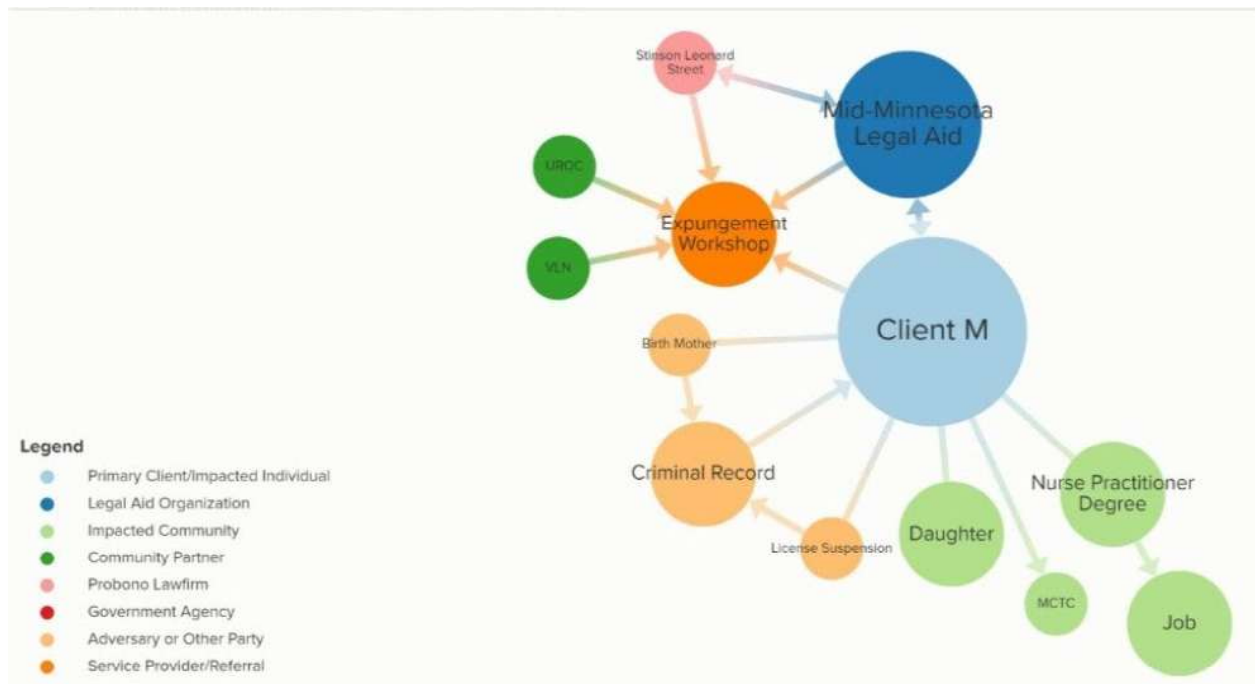 Stinson Leonard
Street
Mid-Minnesota
Legal Aid
UROC
Expungement
Workshop
VLN
Client M
Birth Mother
Criminal Record
Nurse Practitioner
Degree
Daughter
License Suspension
MCTC
Job
Legend
Primary Client/Impacted Individual
Legal Aid Organization
Impacted Community
Community Partner
Probono Lawfirm
Government Agency
Adversary or Other Party
Service Provider/Referral